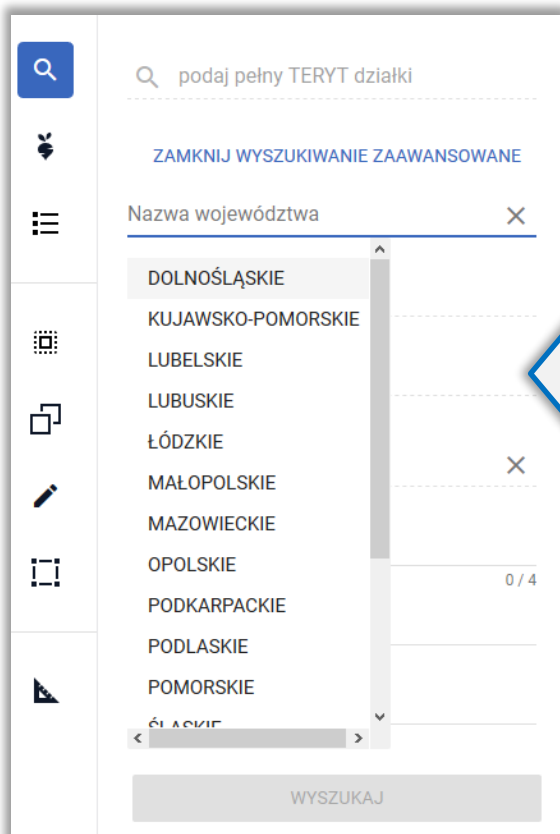 podaj pełny TERYT działki
ZAMKNIJ WYSZUKIWANIE ZAAWANSOWANE
Nazwa województwa
DOLNOŚLĄSKIE
KUJAWSKO-POMORSKIE
LUBELSKIE
LUBUSKIE
ŁÓDZKIE
MAŁOPOLSKIE
MAZOWIECKIE
OPOLSKIE
0 / 4
PODKARPACKIE
PODLASKIE
POMORSKIE
ŚLĄSKIE
WYSZUKAJ